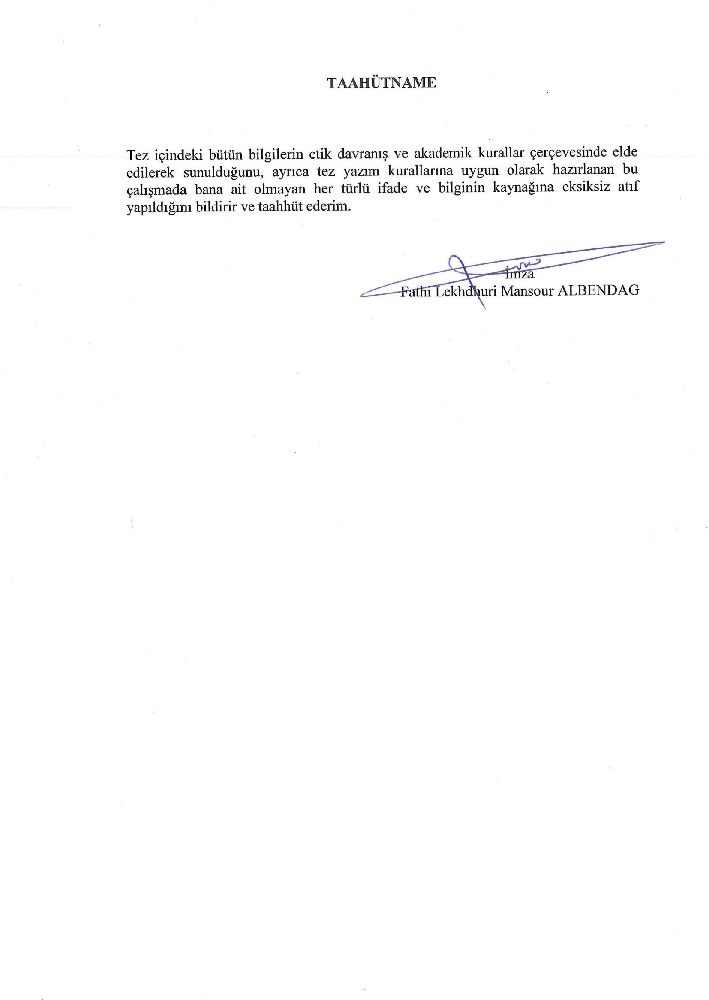 TAAHÜTNAME
Tez içindeki bütün bilgilerin etik davranış ve akademik kurallar çerçevesinde elde
edilerek sunulduğunu, ayrıca tez yazım kurallarına uygun olarak hazırlanan bu
çalışmada bana ait olmayan her türlü ifade ve bilginin kaynağına eksiksiz atıf
yapıldığını bildirir ve taahhüt ederim.
İmza
Fathi Lekhdhuri Mansour ALBENDAG